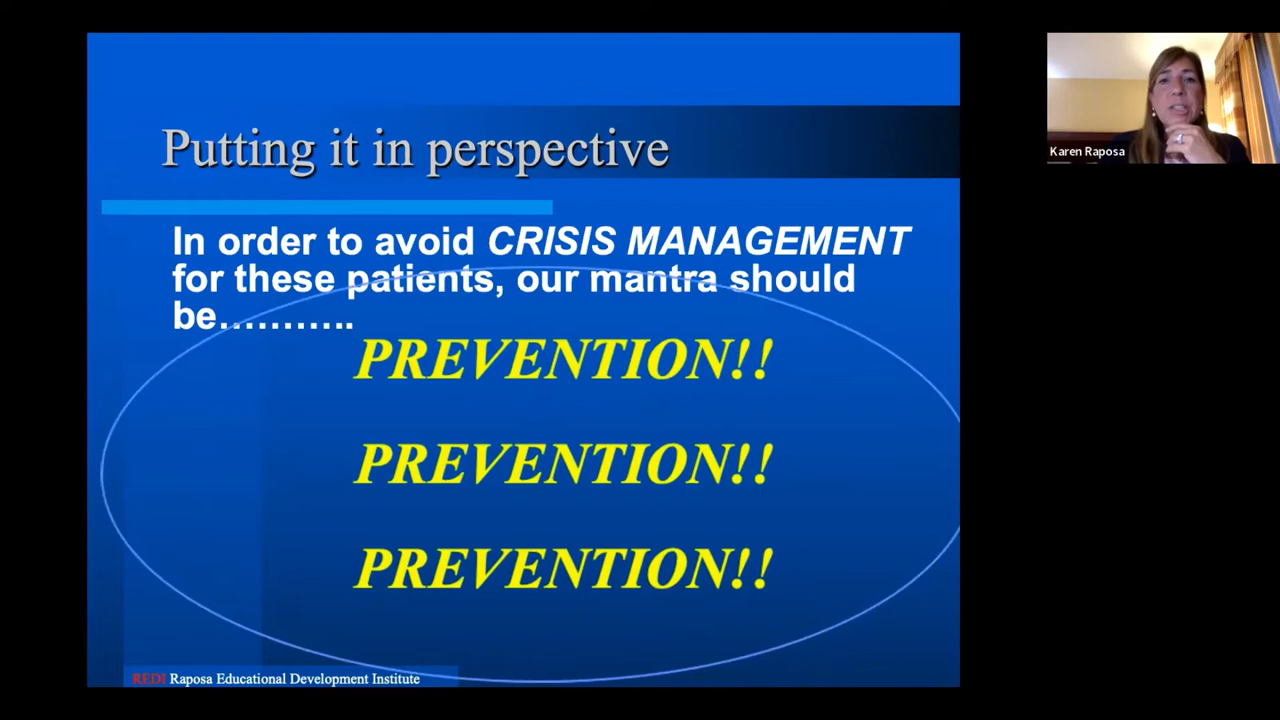 Putting it in perspective
Karen Raposa
In order to avoid CRISIS MANAGEMENT
for these patients, our mantra should
be………..
PREVENTION!!
PREVENTION!!
PREVENTION!!
REDI Raposa Educational Development Institute